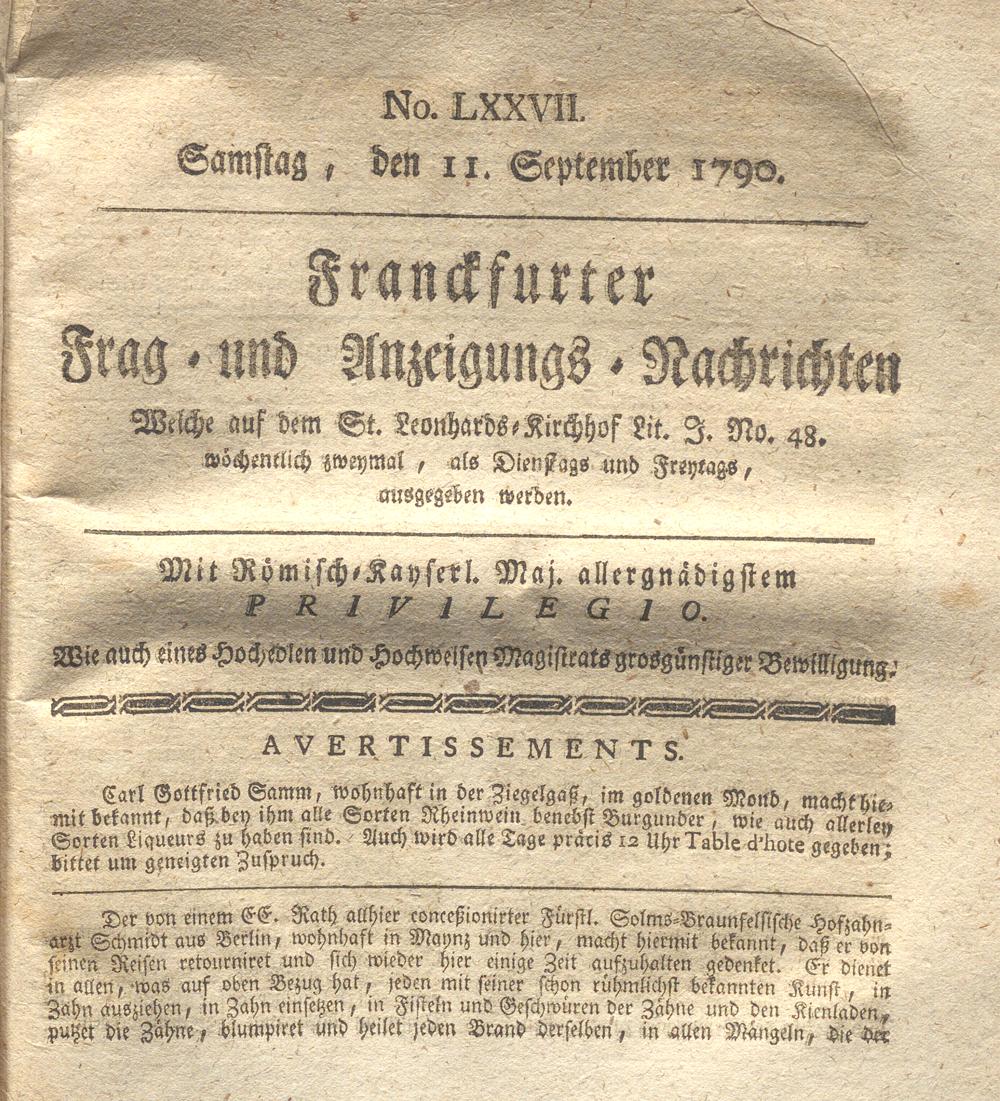 No. LXXVII.
Samſtag, den 11. September 1790.
Franckfurter
Frag- und Anzeigungs-Nachrichten
Welche auf dem St. Leonhards-Kirchhof Lit. J. No. 48.
wöchentlich zweymal, als Dienſtags und Freytags,
ausgegeben werden.
Mit Römiſch-Kayſerl. Maj. allergnädigſtem
PRIVILEGIO.
Wie auch eines Hochedlen und Hochweiſen Magiſtrats grosgünſtiger Bewilligung.
AVERTISSEMENTS.
Carl Gottfried Samm, wohnhaft in der Ziegelgaß, im goldenen Mond, macht hie-
mit bekannt, daß bey ihm alle Sorten Rheinwein benebſt Burgunder, wie auch allerley
Sorten Liqueurs zu haben ſind. Auch wird alle Tage präcis 12 Uhr Table d'hote gegeben;
bittet um geneigten Zuſpruch.
Der von einem EE. Rath allhier conceßionirter Fürſtl. Solms-Braunfelſiſche Hofzahn-
arzt Schmidt aus Berlin, wohnhaft in Maynz und hier, macht hiermit bekannt, daß er von
ſeinen Reiſen retourniret und ſich wieder hier einige Zeit aufzuhalten gedenket. Er dienet
in allen, was auf oben Bezug hat, jeden mit ſeiner ſchon rühmlichſt bekannten Kunſt, in
Zahn ausziehen, in Zahn einſetzen, in Fiſteln und Geſchwüren der Zähne und den Kienladen,
putzet die Zähne, blumpiret und heilet jeden Brand derſelben, in allen Mängeln, die der